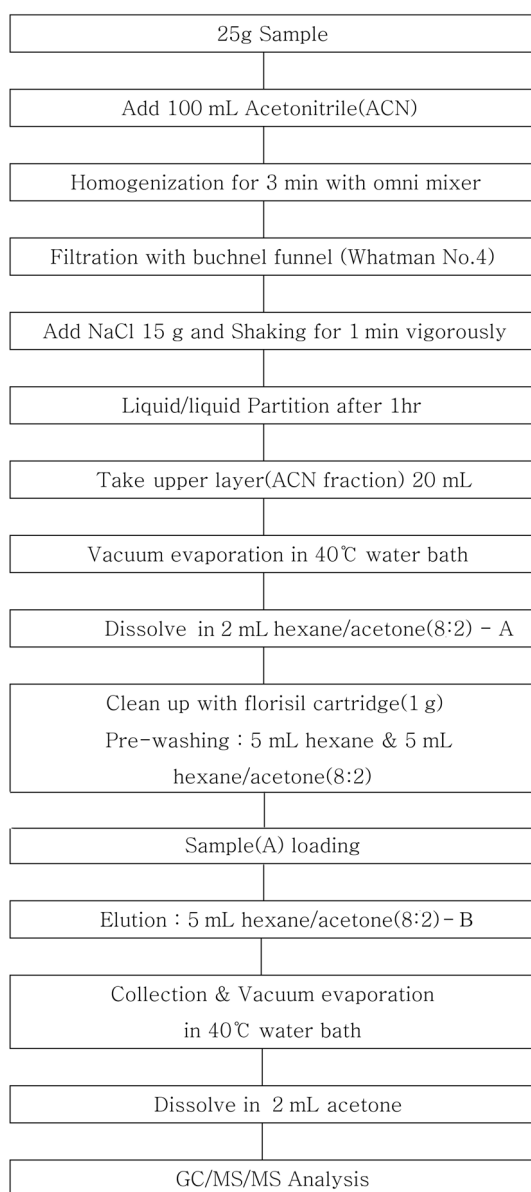 25g Sample
Add 100 mL Acetonitrile(ACN)
Homogenization for 3 min with omni mixer
Filtration with buchnel funnel (Whatman No.4)
Add NaCl 15 g and Shaking for 1 min vigorously
Liquid/liquid Partition after 1hr
Take upper layer(ACN fraction) 20 mL
Vacuum evaporation in 40℃ water bath
Dissolve in 2 mL hexane/acetone(8:2) - A
Clean up with florisil cartridge(1 g)
Pre-washing : 5 mL hexane & 5 mL
hexane/acetone(8:2)
Sample(A) loading
Elution : 5 mL hexane/acetone(8:2)- B
Collection & Vacuum evaporation
in 40℃ water bath
Dissolve in 2 mL acetone
GC/MS/MS Analysis